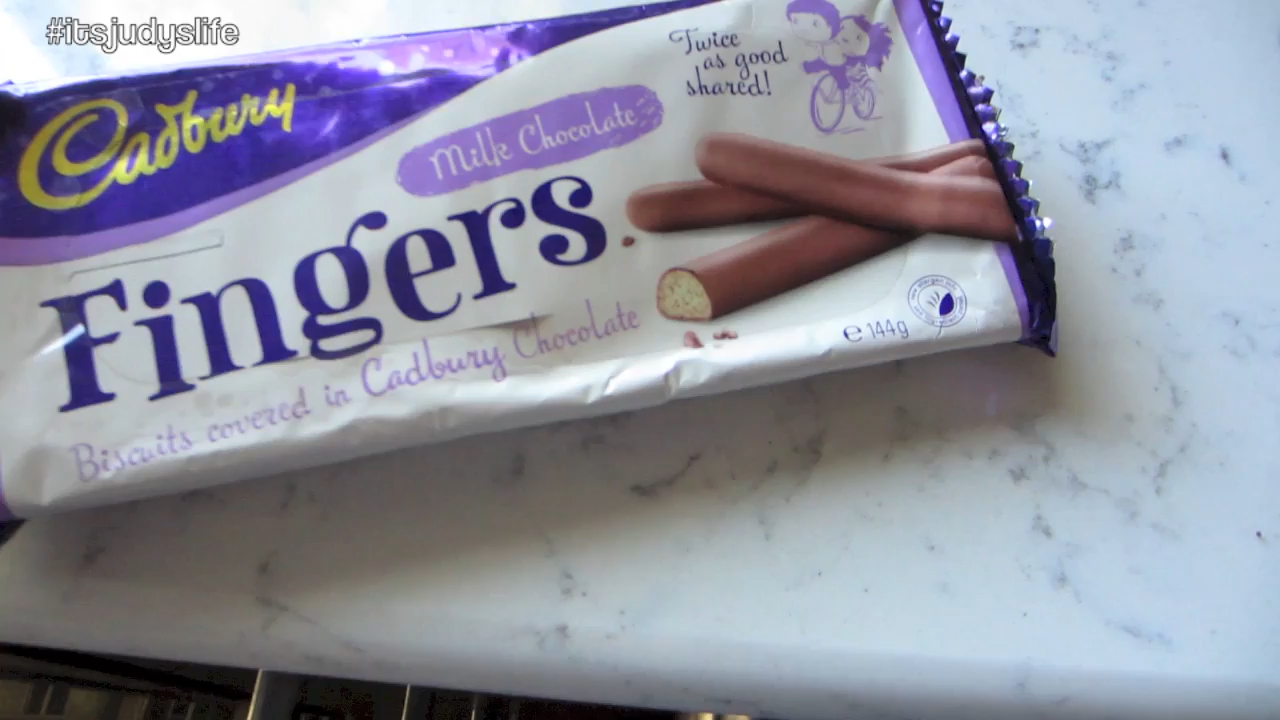 #itsjudyslife
Cadbury
Twice
as good
shared!
Milk Chocolate
Fingers
Biscuits covered in Cadbury Chocolate
e 144g